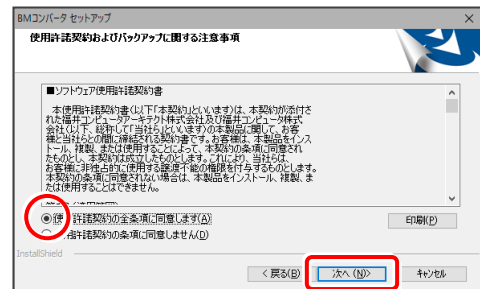 BMコンバータ セットアップ
使用許諾契約およびバックアップに関する注意事項
■ソフトウェア使用許諾契約書
本使用許諾契約書(以下「本契約」といいます)は、本契約が添付さ
れた福井コンピュータアーキテクト株式会社及び福井コンピュータ株式
会社(以下、総称して「当社ら」といいます)の本製品に関して、お客
様と当社らとの間に締結される契約書です。お客様は、本製品をインス
トール、複製、または使用することによって、本契約の条項に同意され
たものとし、本契約は成立したものとします。これにより、当社らは、
お客様に非独占的に使用する譲渡不能の権限を付与するものとします。
本契約の条項に同意されない場合は、本製品をインストール、複製、ま
たは使用することはできません。
使用許諾契約の全条項に同意します(A)
許諾契約の条項に同意しません(D)
印刷(P)
InstallShield
< 戻る(B)
次へ (N)>
キャンセル